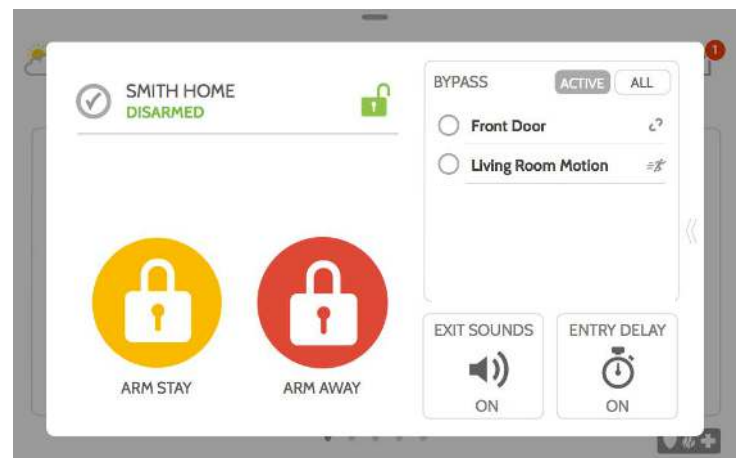 1
SMITH HOME
DISARMED
BYPASS
ACTIVE
ALL
Front Door
Living Room Motion
ARM STAY
ARM AWAY
EXIT SOUNDS
ON
ENTRY DELAY
ON